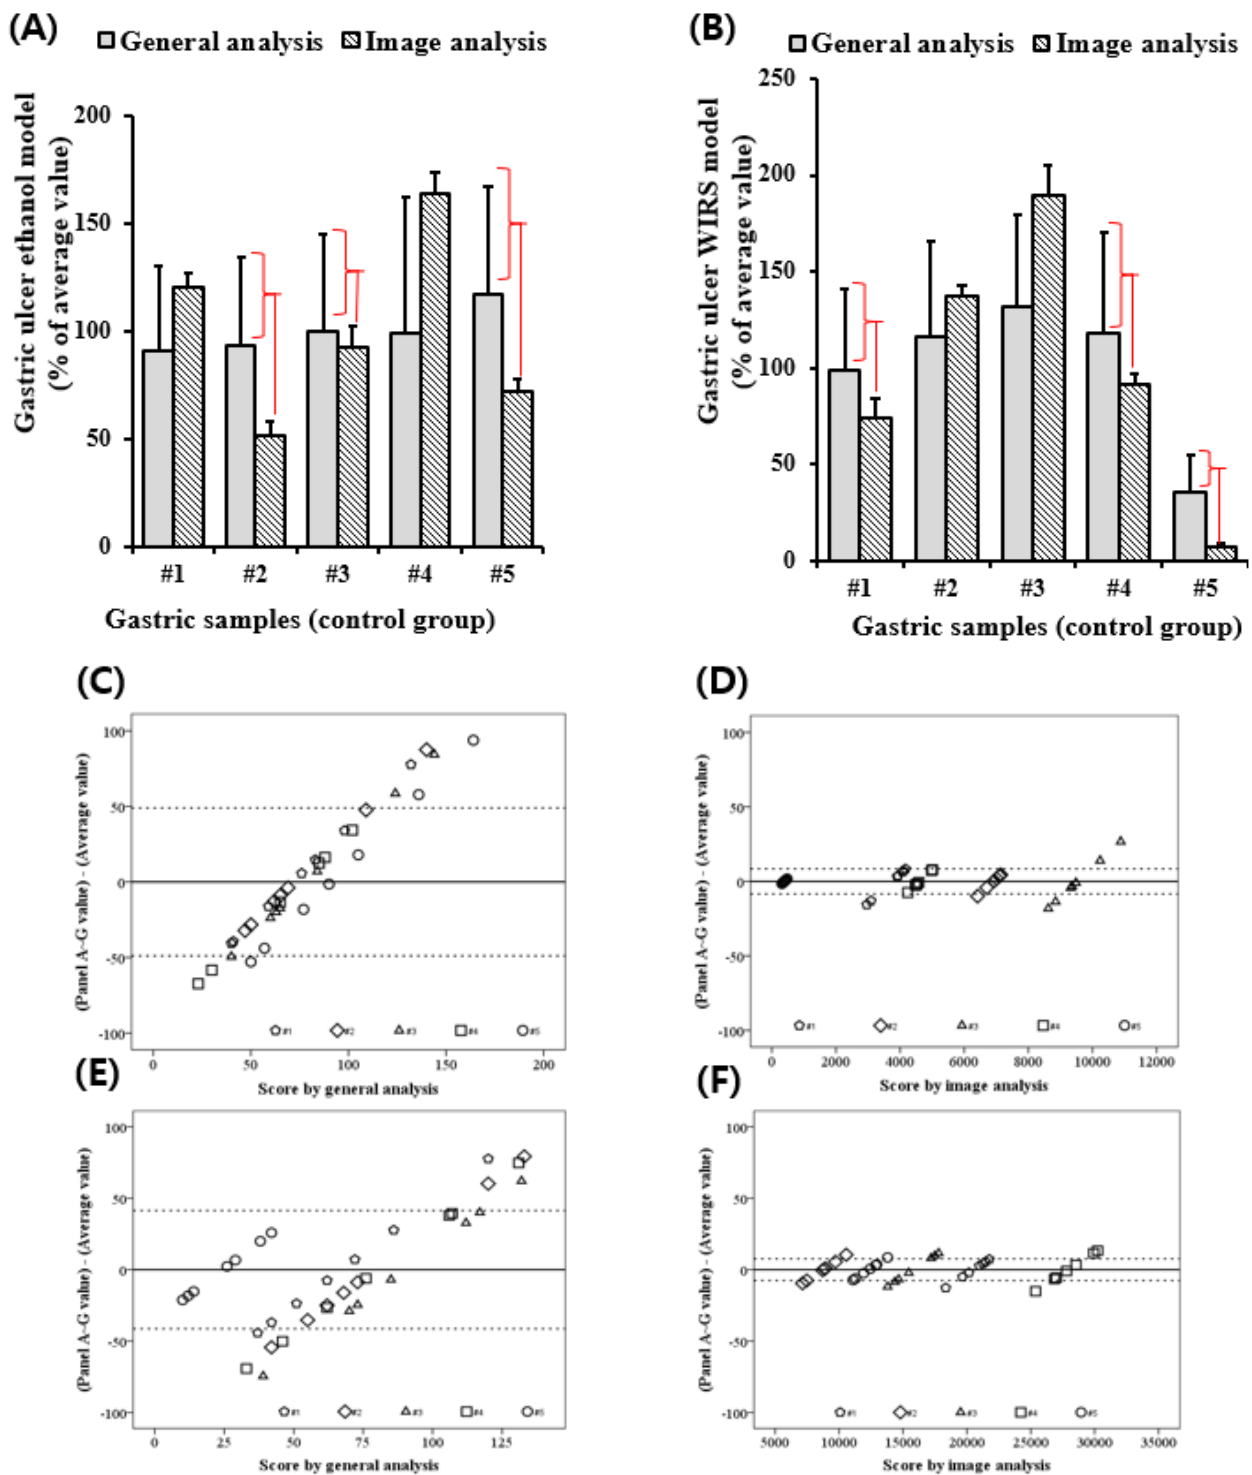 (A)
General analysis Image analysis
Gastric ulcer ethanol model
(% of average value)
200
150
100
50
0
#1 #2 #3 #4 #5
Gastric samples (control group)
(B)
General analysis Image analysis
Gastric ulcer WIRS model
(% of average value)
250
200
150
100
50
0
#1 #2 #3 #4 #5
Gastric samples (control group)
(C)
(Panel A~G value) - (Average value)
100
50
0
-50
-100
#1 #2 #3 #4 #5
0 50 100 150 200
Score by general analysis
(D)
(Panel A~G value) - (Average value)
100
50
0
-50
-100
#1 #2 #3 #4 #5
0 2000 4000 6000 8000 10000 12000
Score by image analysis
(E)
(Panel A~G value) - (Average value)
100
50
0
-50
-100
#1 #2 #3 #4 #5
0 25 50 75 100 125
Score by general analysis
(F)
(Panel A~G value) - (Average value)
100
50
0
-50
-100
#1 #2 #3 #4 #5
5000 10000 15000 20000 25000 30000 35000
Score by image analysis